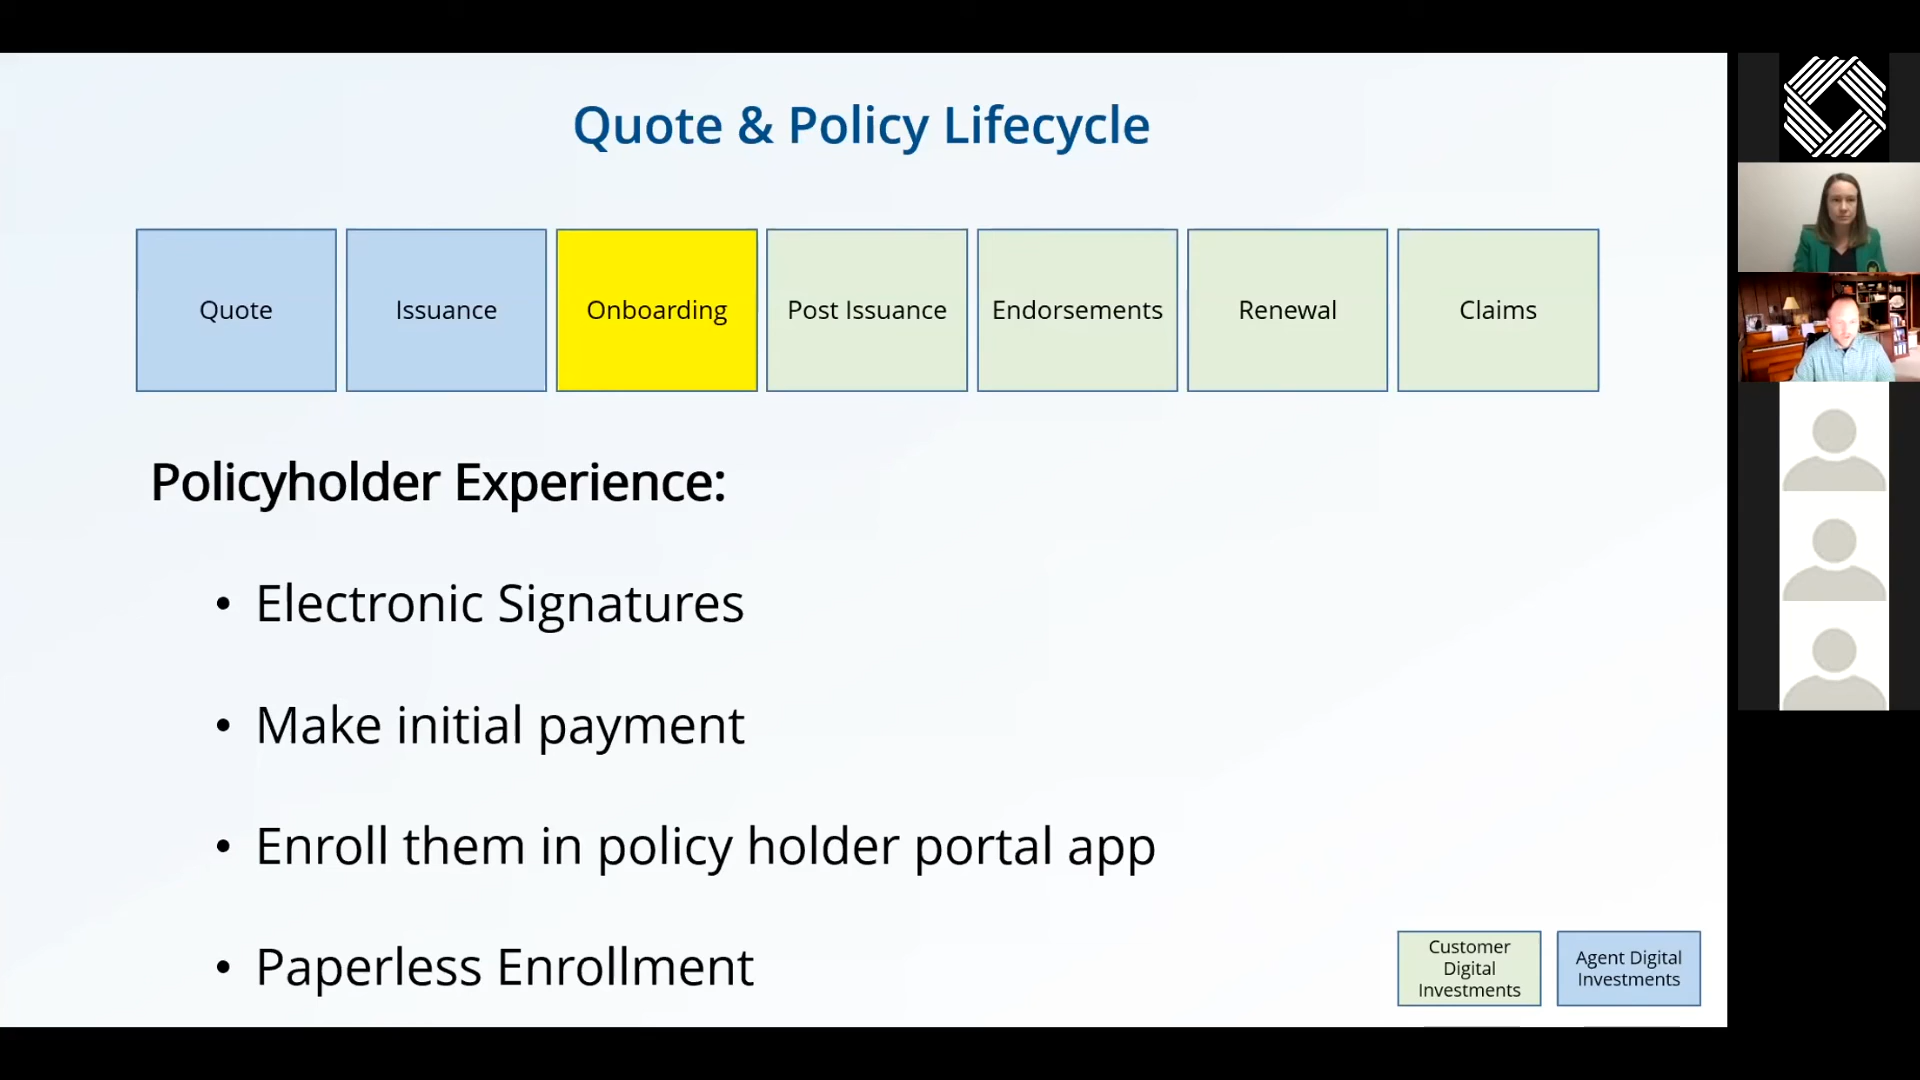 Quote & Policy Lifecycle
Quote
Issuance
Onboarding
Post Issuance
Endorsements
Renewal
Claims
Policyholder Experience:
• Electronic Signatures
• Make initial payment
• Enroll them in policy holder portal app
• Paperless Enrollment
Customer
Digital
Investments
Agent Digital
Investments